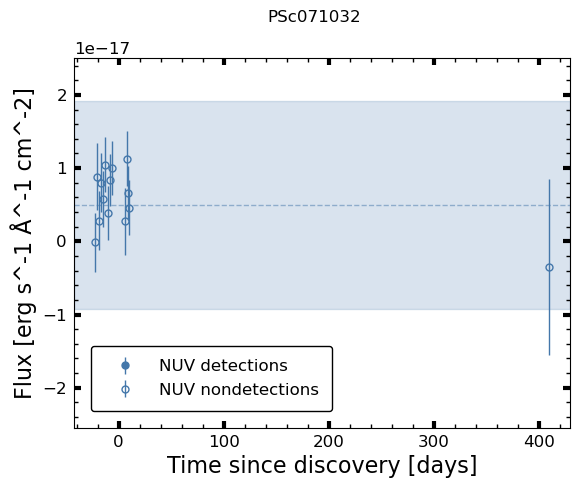 PSc071032
1e−17
2
1
0
−1
−2
Flux [erg s^-1 Å^-1 cm^-2]
NUV detections
NUV nondetections
0
100
200
300
400
Time since discovery [days]